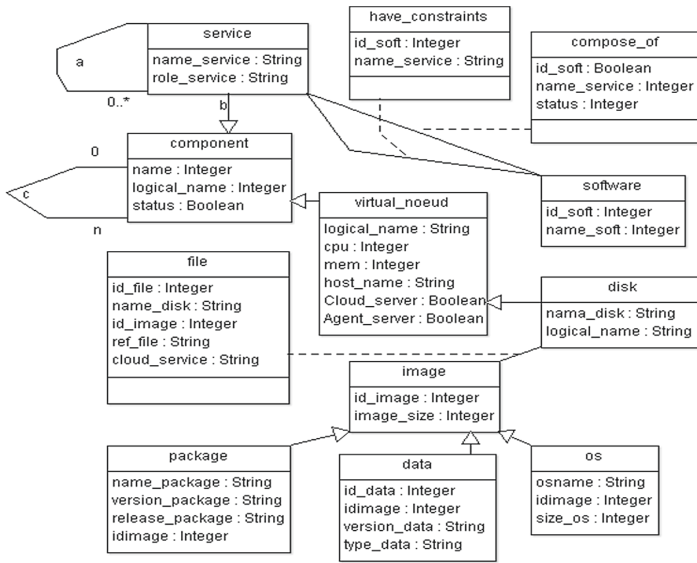 service
name_service : String
role_service : String
a
0..*
b
have_constraints
id_soft : Integer
name_service : String
compose_of
id_soft : Boolean
name_service : Integer
status : Integer
component
name : Integer
logical_name : Integer
status : Boolean
0
c
n
software
id_soft : Integer
name_soft : Integer
virtual_noeud
logical_name : String
cpu : Integer
mem : Integer
host_name : String
Cloud_server : Boolean
Agent_server : Boolean
file
id_file : Integer
name_disk : String
id_image : Integer
ref_file : String
cloud_service : String
disk
nama_disk : String
logical_name : String
image
id_image : Integer
image_size : Integer
package
name_package : String
version_package : String
release_package : String
idimage : Integer
data
id_data : Integer
idimage : Integer
version_data : String
type_data : String
os
osname : String
idimage : Integer
size_os : Integer